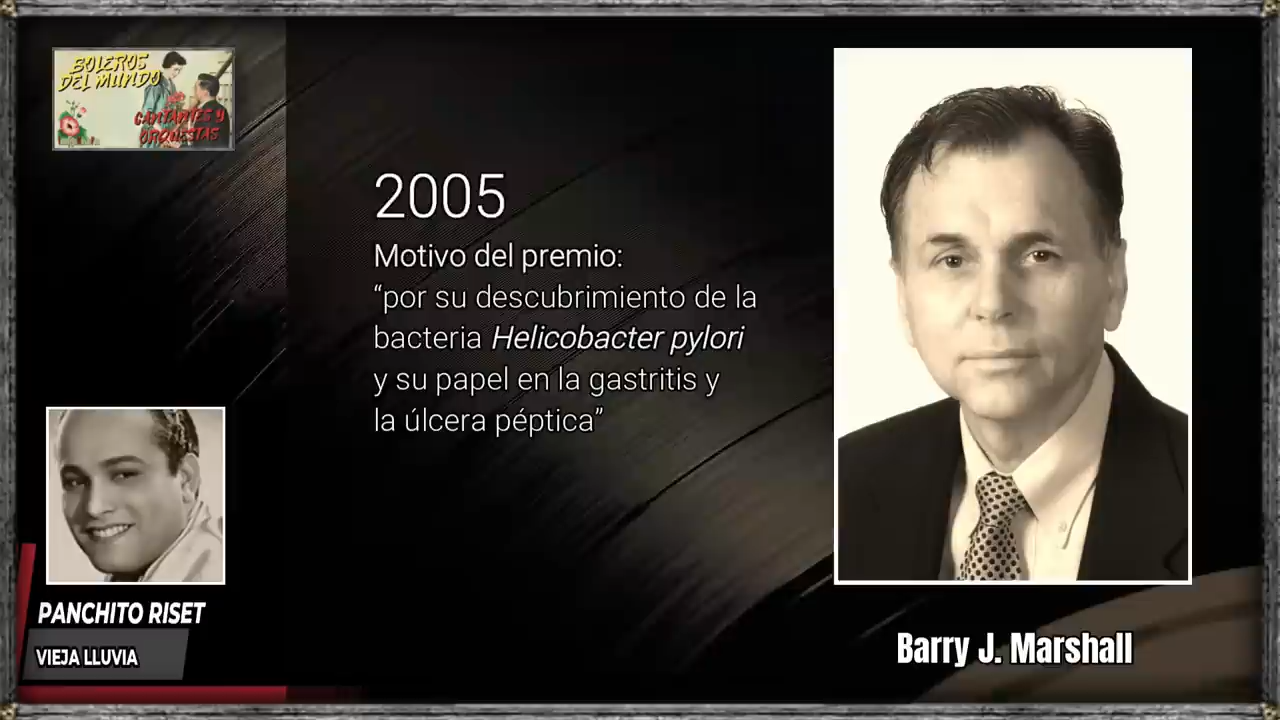 BOLEROS
DEL MUNDO
CANTANTES Y
ORQUESTAS
2005
Motivo del premio:
“por su descubrimiento de la
bacteria Helicobacter pylori
y su papel en la gastritis y
la úlcera péptica”
PANCHITO RISET
VIEJA LLUVIA
Barry J. Marshall